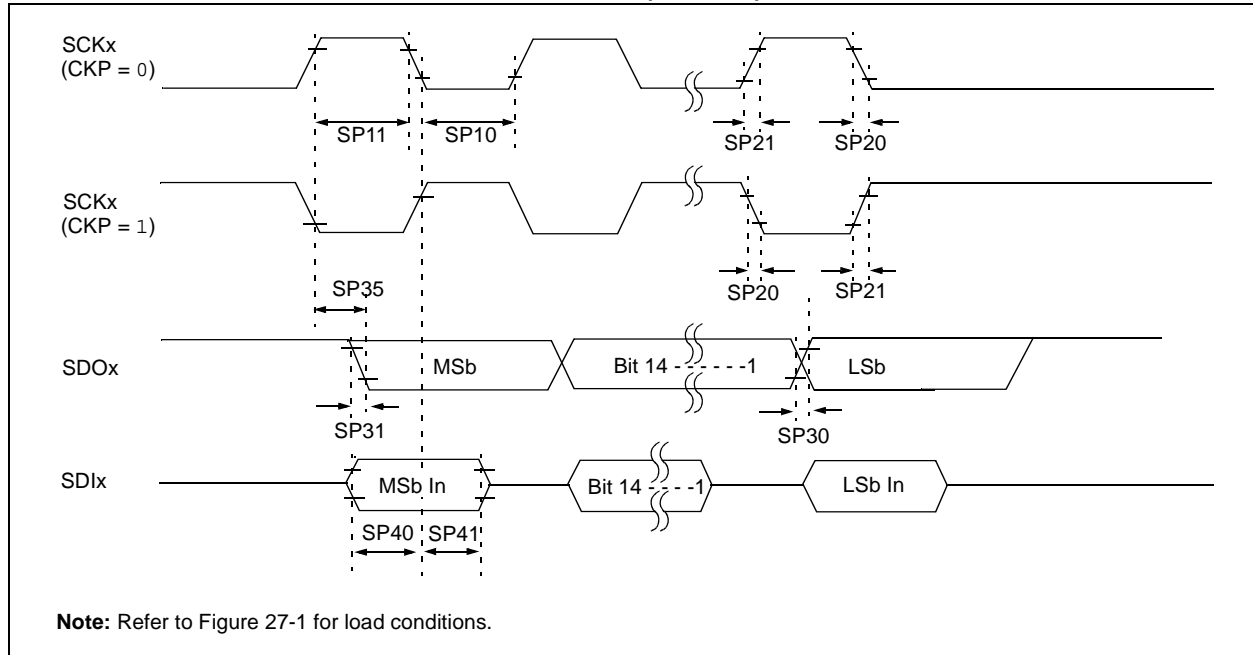 SCKx
(CKP = 0)
SP11
SP10
SP21
SP20
SCKx
(CKP = 1)
SP35
SP20
SP21
SDOx
MSb
Bit 14 - - - - - -1
LSb
SP31
SP30
SDIx
MSb In
Bit 14 - - - -1
LSb In
SP40
SP41
Note: Refer to Figure 27-1 for load conditions.